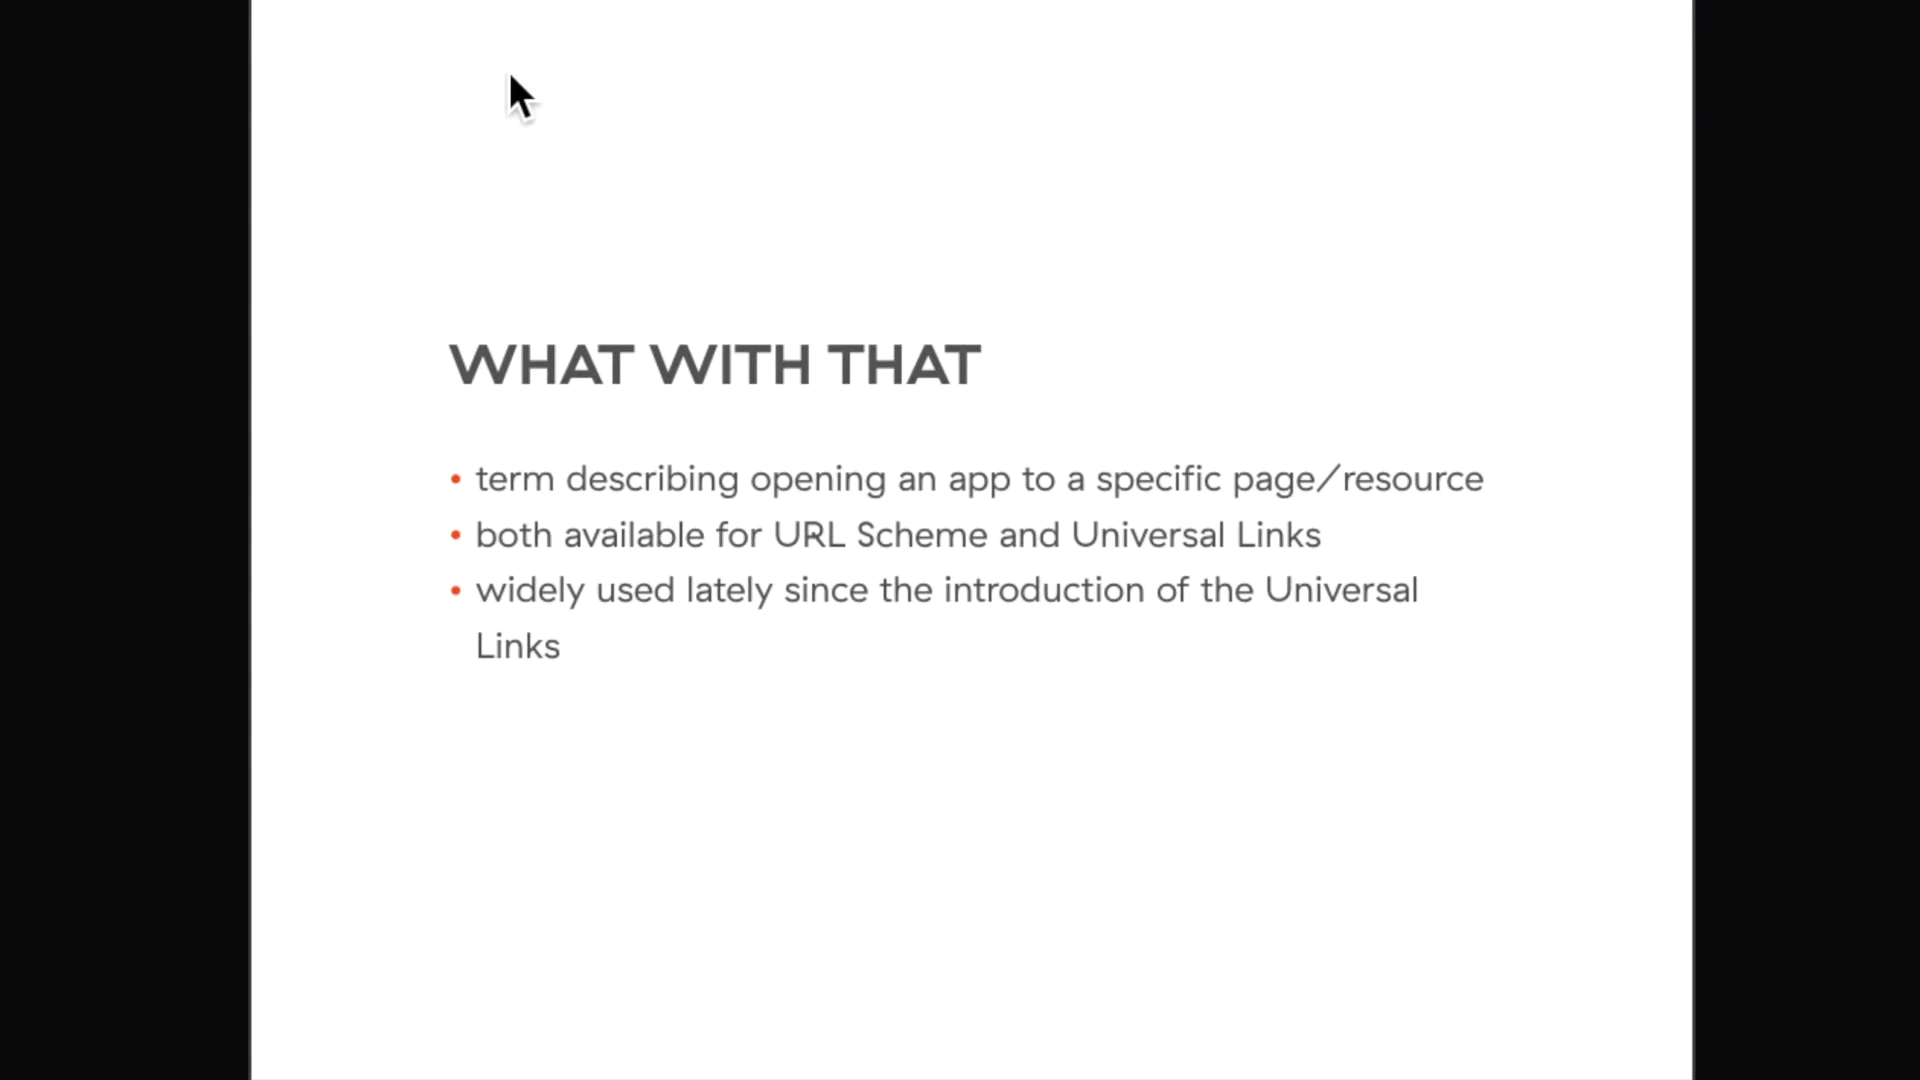 WHAT WITH THAT
• term describing opening an app to a specific page/resource
• both available for URL Scheme and Universal Links
• widely used lately since the introduction of the Universal
Links